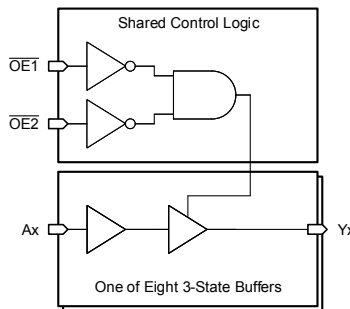 Shared Control Logic
OE1
OE2
Ax
Yx
One of Eight 3-State Buffers